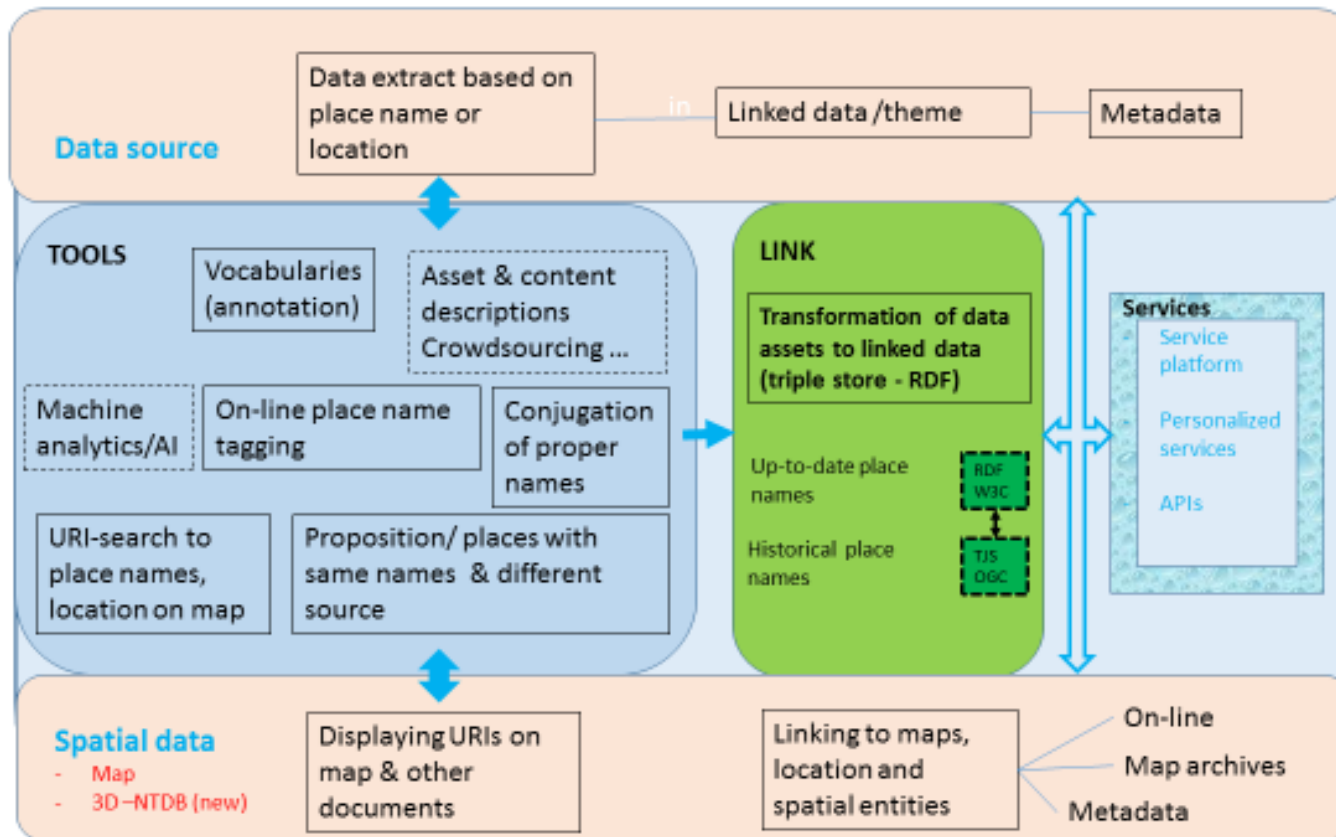 Data extract based on
place name or
location
in
Linked data /theme
Metadata
Data source
TOOLS
Vocabularies
(annotation)
Asset & content
descriptions
Crowdsourcing ...
Machine
analytics/AI
On-line place name
tagging
Conjugation
of proper
names
URI-search to
place names,
location on map
Proposition/ places with
same names & different
source
LINK
Transformation of data
assets to linked data
(triple store - RDF)
Up-to-date place
names
RDF
W3C
Historical place
names
TJS
OGC
Services
Service
platform
Personalized
services
APIs
Spatial data
- Map
- 3D –NTDB (new)
Displaying URIs on
map & other
documents
Linking to maps,
location and
spatial entities
On-line
Map archives
Metadata